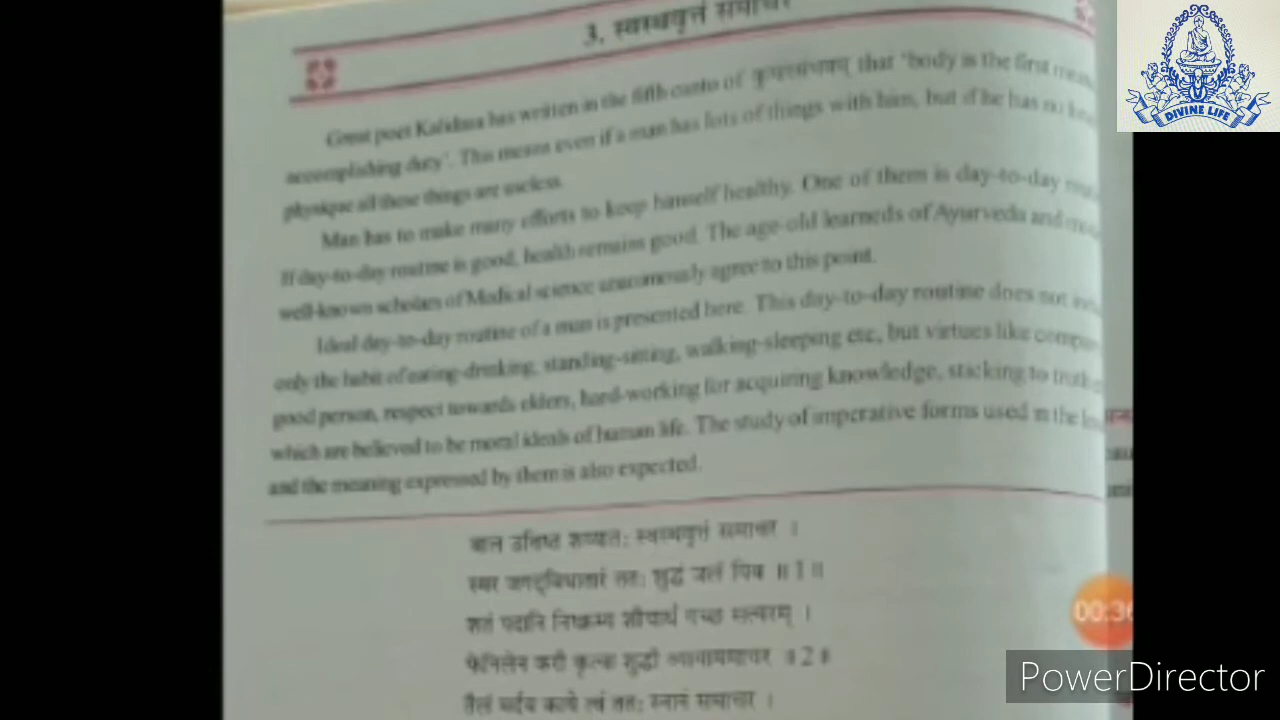 3. स्वस्थवृत्तं समाचर
Great poet Kalidasa has written in the fifth canto of that "body is the first
accomplishing duty". This means even if a man has lots of things with him, but if he has no
physique all these things are useless.
Man has to make many efforts to keep himself healthy. One of them is day-to-day
If day-to-day routine is good, health remains good. The age-old learneds of Ayurveda and
well-known scholars of Medical science unanimously agree to this point.
Ideal day-to-day routine of a man is presented here. This day-to-day routine does not
only the habit of eating-drinking, standing-sitting, walking-sleeping etc, but virtues like
good person, respect towards elders, hard-working for acquiring knowledge, sticking to truth
which are believed to be moral ideals of human life. The study of imperative forms used in the
and the meaning expressed by them is also expected.
बाल उत्तिष्ठ शय्यातः स्वस्थवृत्तं समाचर ।
स्मर जगद्विधातारं ततः शुद्धं जलं पिब ॥ 1 ॥
शतं पदानि निष्क्रम्य शौचार्थं गच्छ सत्वरम् ।
फेनिलेन करौ कृत्वा शुद्धौ व्यायाममाचर ॥ 2 ॥
तैलं मर्दय काये त्वं ततः स्नानं समाचर ।
DIVINE LIFE
00:36
PowerDirector